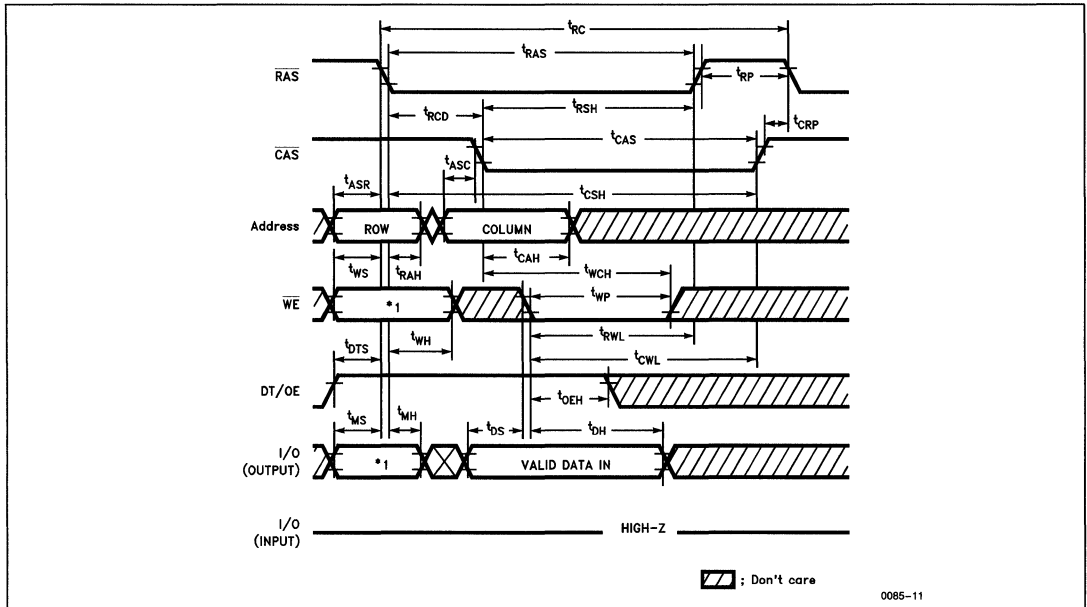 tRC
tRAS
RAS
tRP
tRCD
tRSH
tCRP
CAS
tCAS
tASC
tASR
tCSH
Address
ROW
COLUMN
tWS
tRAH
tCAH
tWCH
WE
*1
tWP
tWH
tRWL
tDTS
tCWL
DT/OE
tOEH
tMS
tMH
tDS
tDH
I/O
(OUTPUT)
*1
VALID DATA IN
I/O
(INPUT)
HIGH-Z
; Don't care
0085-11